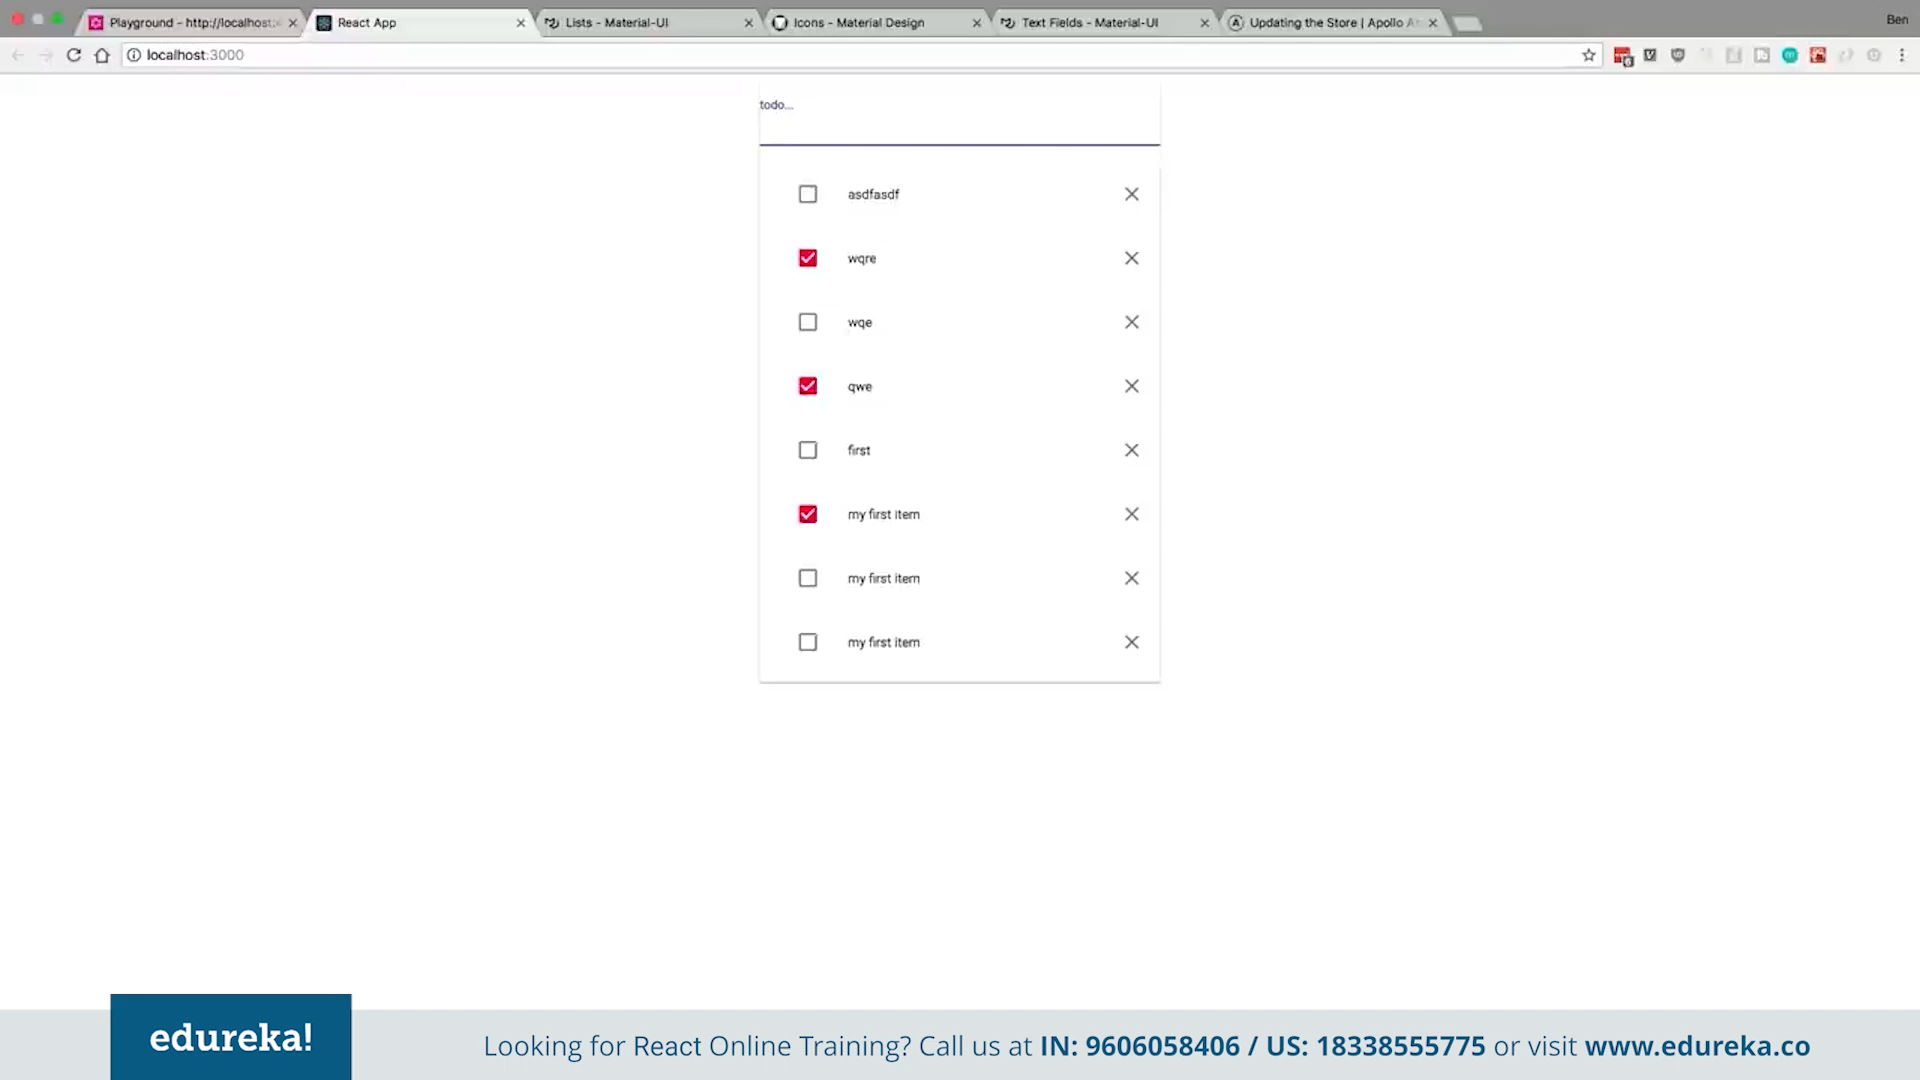 Playground - http://localhost:
React App
Lists - Material-UI
Icons - Material Design
Text Fields - Material-UI
Updating the Store | Apollo
Ben
localhost:3000
todo...
asdfasdf
wqre
wqe
qwe
first
my first item
my first item
my first item
edureka!
Looking for React Online Training? Call us at IN: 9606058406 / US: 18338555775 or visit www.edureka.co